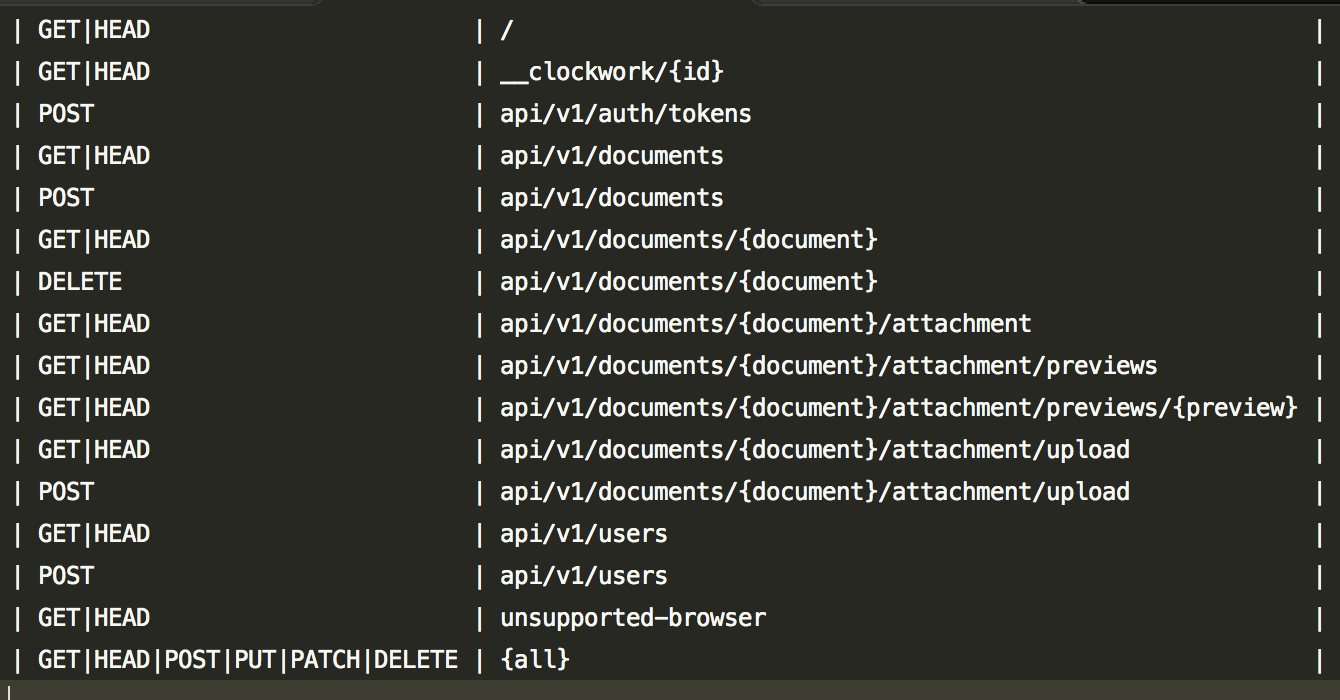 | GET|HEAD | / |
| GET|HEAD | __clockwork/{id} |
| POST | api/v1/auth/tokens |
| GET|HEAD | api/v1/documents |
| POST | api/v1/documents |
| GET|HEAD | api/v1/documents/{document} |
| DELETE | api/v1/documents/{document} |
| GET|HEAD | api/v1/documents/{document}/attachment |
| GET|HEAD | api/v1/documents/{document}/attachment/previews |
| GET|HEAD | api/v1/documents/{document}/attachment/previews/{preview} |
| GET|HEAD | api/v1/documents/{document}/attachment/upload |
| POST | api/v1/documents/{document}/attachment/upload |
| GET|HEAD | api/v1/users |
| POST | api/v1/users |
| GET|HEAD | unsupported-browser |
| GET|HEAD|POST|PUT|PATCH|DELETE | {all} |